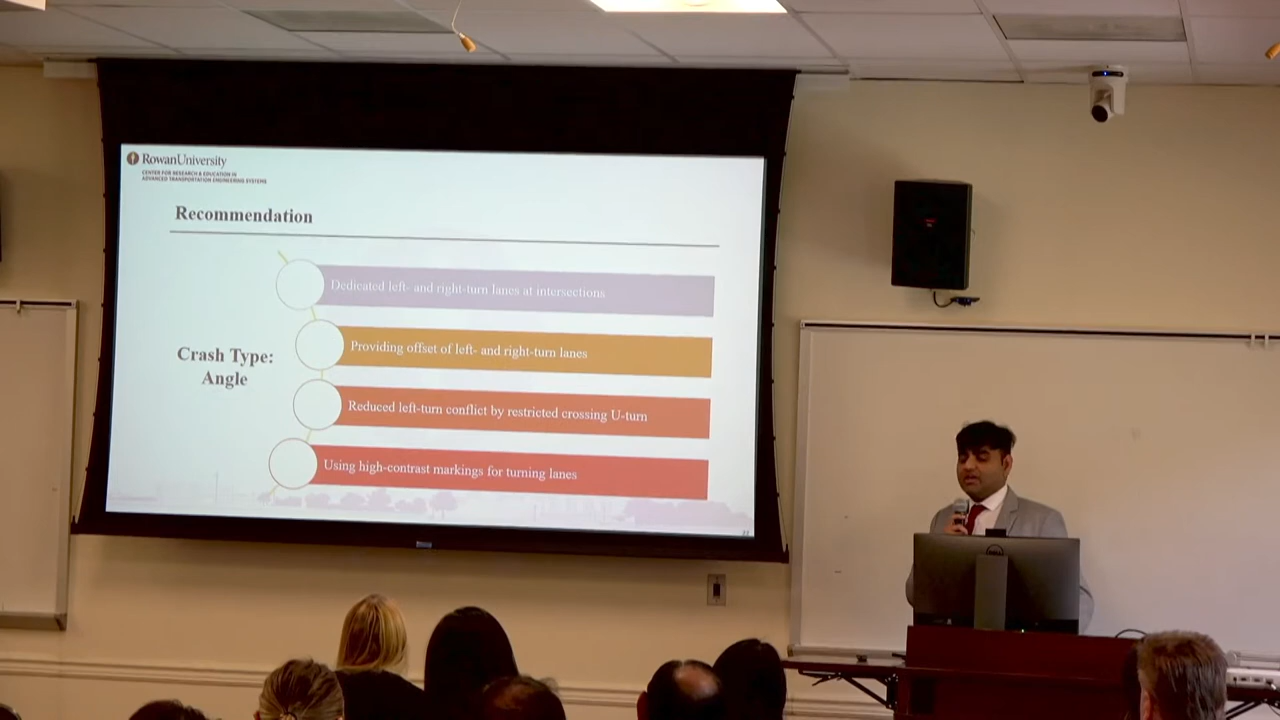 RowanUniversity
CENTER FOR RESEARCH & EDUCATION IN
ADVANCED TRANSPORTATION ENGINEERING SYSTEMS
Recommendation
Dedicated left- and right-turn lanes at intersections
Providing offset of left- and right-turn lanes
Crash Type:
Angle
Reduced left-turn conflict by restricted crossing U-turn
Using high-contrast markings for turning lanes
DELL